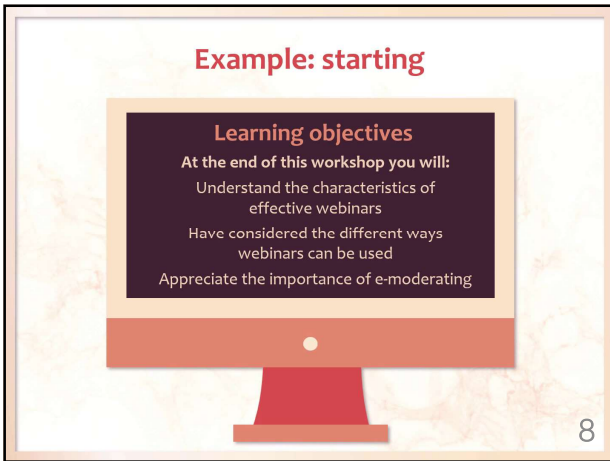 Example: starting
Learning objectives
At the end of this workshop you will:
Understand the characteristics of
effective webinars
Have considered the different ways
webinars can be used
Appreciate the importance of e-moderating
8